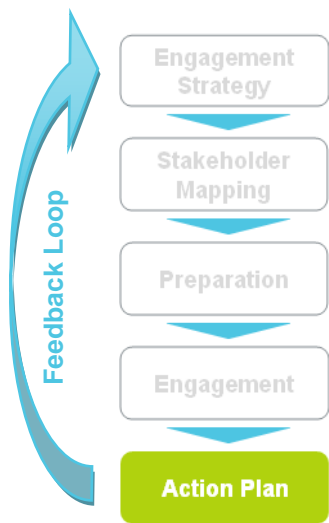 Engagement
Strategy
Stakeholder
Mapping
Preparation
Engagement
Action Plan
Feedback Loop